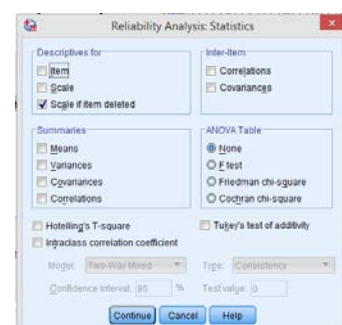 Reliability Analysis: Statistics
Descriptives for
Item
Scale
Scale if item deleted
Inter-Item
Correlations
Covariances
Summaries
Means
Variances
Covariances
Correlations
ANOVA Table
None
F test
Friedman chi-square
Cochran chi-square
Hotelling's T-square
Tukey's test of additivity
Intraclass correlation coefficient
Model: Two-Way Mixed
Type: Consistency
Confidence interval: 95 %
Test value: 0
Continue
Cancel
Help